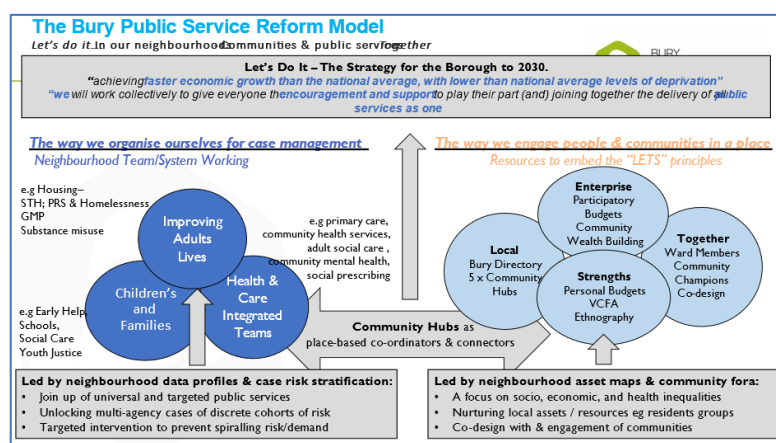 The Bury Public Service Reform Model
Let's do it...In our neighbourhoods Communities & public services Together
BURY
Let's Do It – The Strategy for the Borough to 2030.
"achieving faster economic growth than the national average, with lower than national average levels of deprivation"
"we will work collectively to give everyone the encouragement and support to play their part (and) joining together the delivery of all public
services as one
The way we organise ourselves for case management
Neighbourhood Team/System Working
The way we engage people & communities in a place
Resources to embed the "LETS" principles
e.g Housing–
STH; PRS & Homelessness
GMP
Substance misuse
Improving
Adults
Lives
Children's
and
Families
Health &
Care
Integrated
Teams
e.g Early Help,
Schools,
Social Care
Youth Justice
e.g primary care,
community health services,
adult social care ,
community mental health,
social prescribing
Community Hubs as
place-based co-ordinators & connectors
Local
Bury Directory
5 x Community
Hubs
Enterprise
Participatory
Budgets
Community
Wealth Building
Strengths
Personal Budgets
VCFA
Ethnography
Together
Ward Members
Community
Champions
Co-design
Led by neighbourhood data profiles & case risk stratification:
• Join up of universal and targeted public services
• Unlocking multi-agency cases of discrete cohorts of risk
• Targeted intervention to prevent spiralling risk/demand
Led by neighbourhood asset maps & community fora:
• A focus on socio, economic, and health inequalities
• Nurturing local assets / resources eg residents groups
• Co-design with & engagement of communities